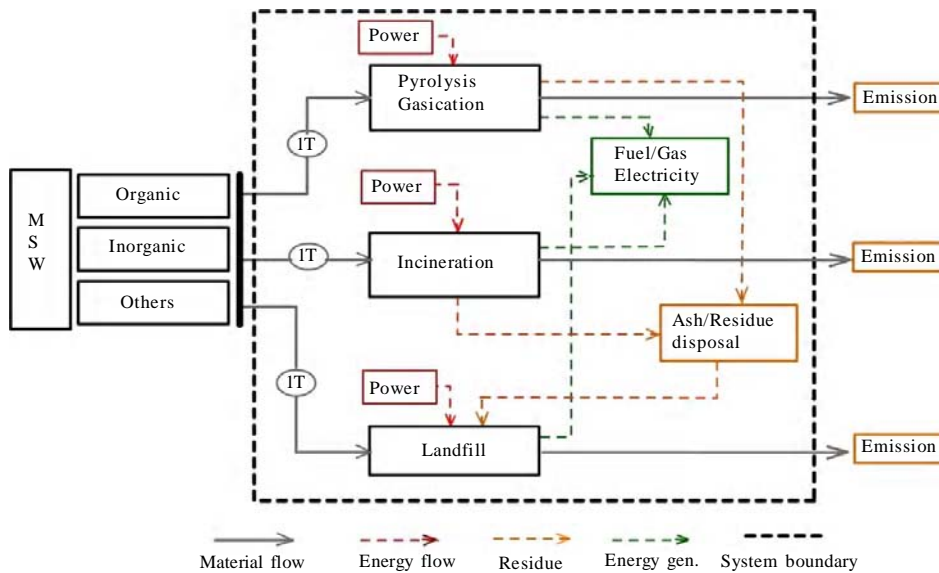 Power
Pyrolysis
Gasication
Emission
1T
Fuel/Gas
Electricity
M
S
W
Organic
Power
Inorganic
1T
Incineration
Emission
Others
Ash/Residue
disposal
1T
Power
Landfill
Emission
Material flow
Energy flow
Residue
Energy gen.
System boundary